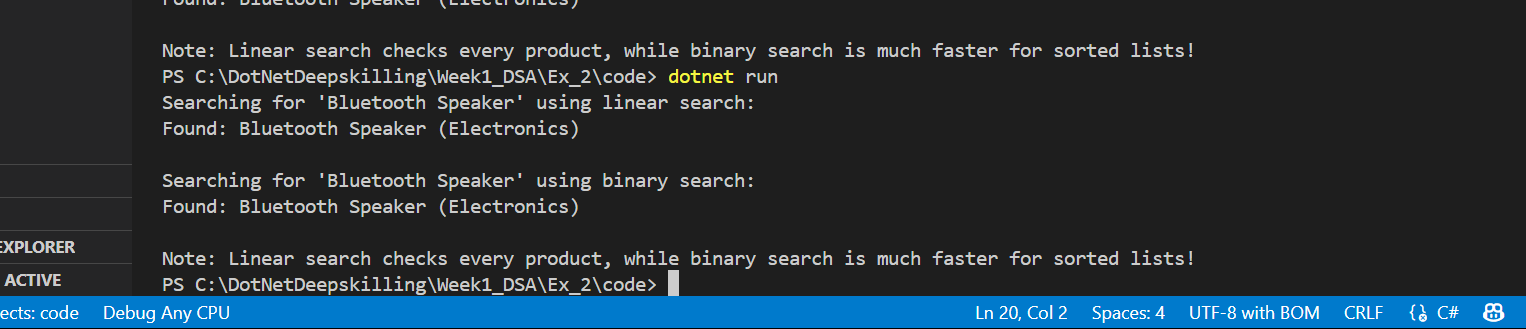 Found: Bluetooth Speaker (Electronics)
Note: Linear search checks every product, while binary search is much faster for sorted lists!
PS C:\DotNetDeepskilling\Week1_DSA\Ex_2\code> dotnet run
Searching for 'Bluetooth Speaker' using linear search:
Found: Bluetooth Speaker (Electronics)
Searching for 'Bluetooth Speaker' using binary search:
Found: Bluetooth Speaker (Electronics)
Note: Linear search checks every product, while binary search is much faster for sorted lists!
PS C:\DotNetDeepskilling\Week1_DSA\Ex_2\code>
EXPLORER
ACTIVE
ects: code Debug Any CPU Ln 20, Col 2 Spaces: 4 UTF-8 with BOM CRLF C#